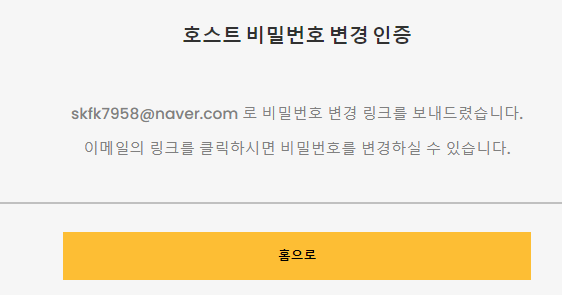 호스트 비밀번호 변경 인증
skfk7958@naver.com 로 비밀번호 변경 링크를 보내드렸습니다.
이메일의 링크를 클릭하시면 비밀번호를 변경하실 수 있습니다.
홈으로